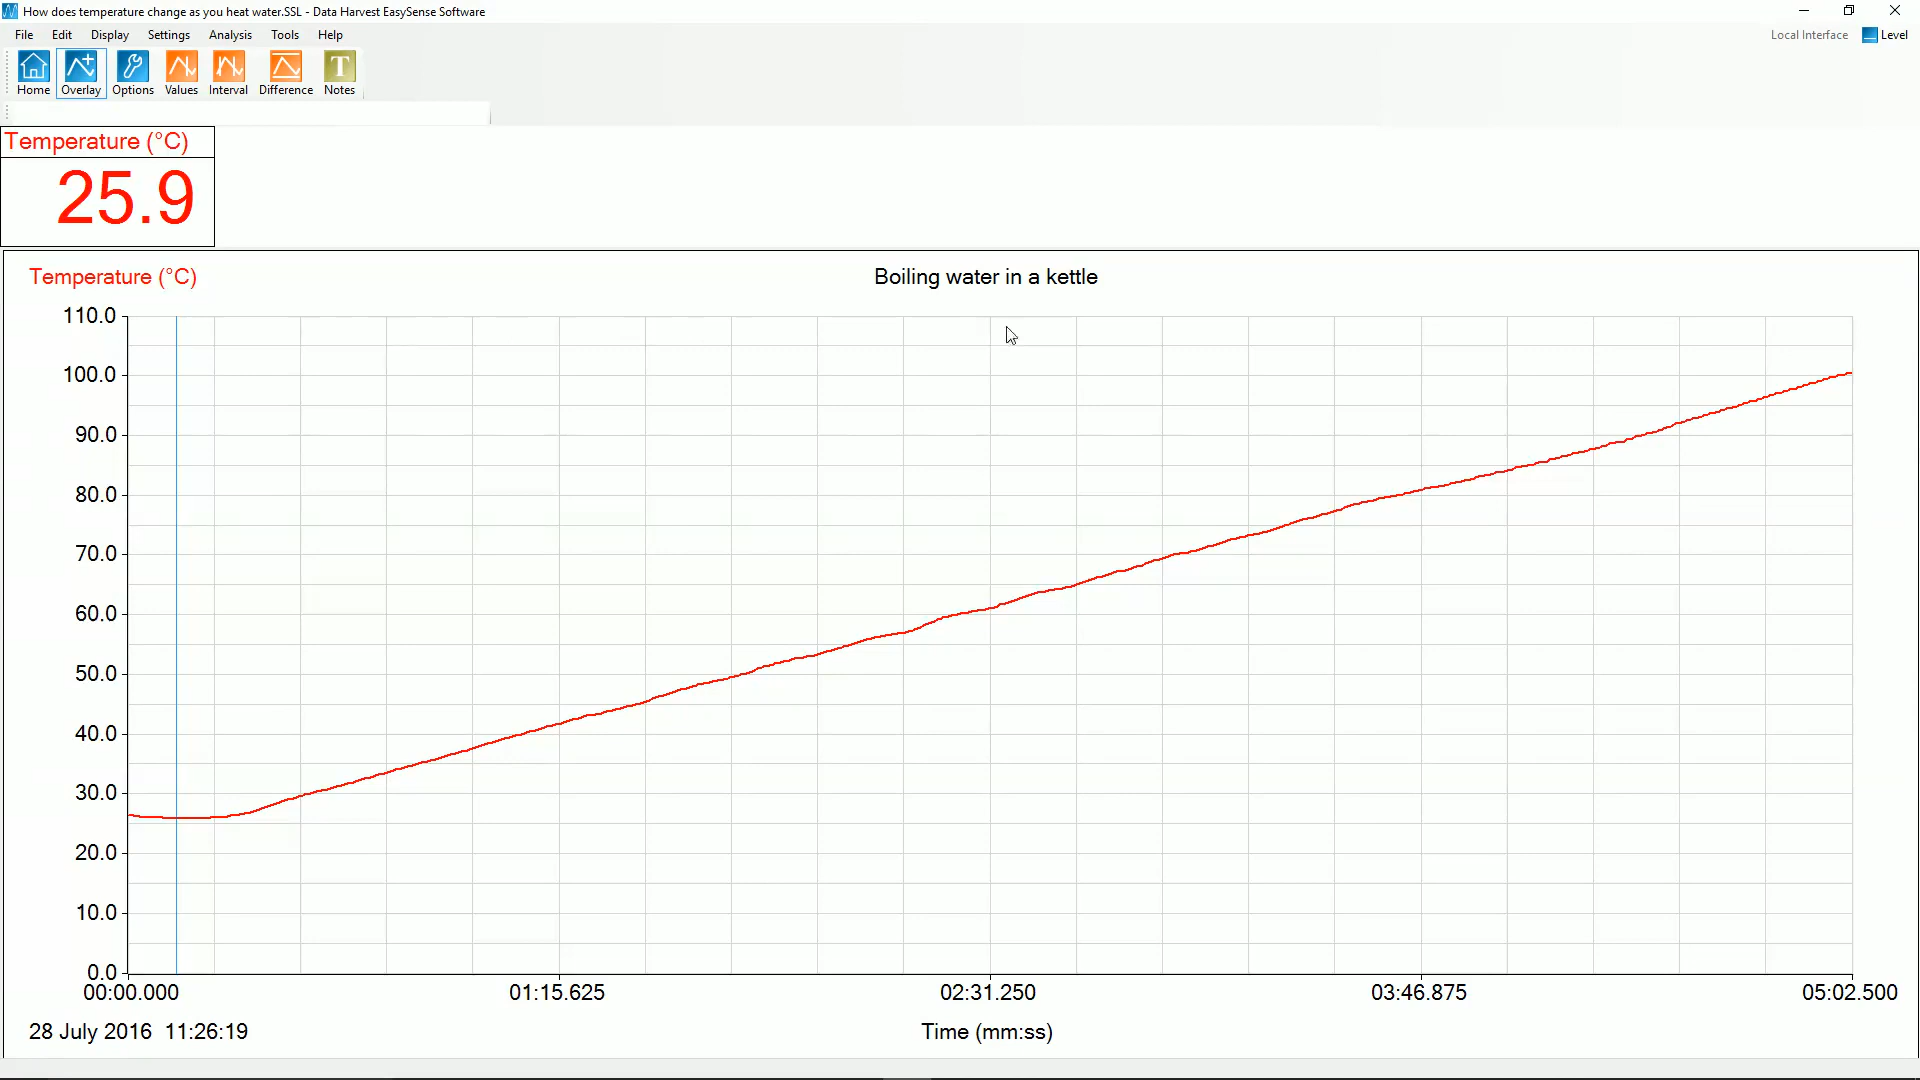 How does temperature change as you heat water.SSL - Data Harvest EasySense Software
File Edit Display Settings Analysis Tools Help Local Interface Level
Home Overlay Options Values Interval Difference T Notes
Temperature (°C)
25.9
Temperature (°C)
Boiling water in a kettle
110.0
100.0
90.0
80.0
70.0
60.0
50.0
40.0
30.0
20.0
10.0
0.0
00:00.000 01:15.625 02:31.250 03:46.875 05:02.500
28 July 2016 11:26:19 Time (mm:ss)